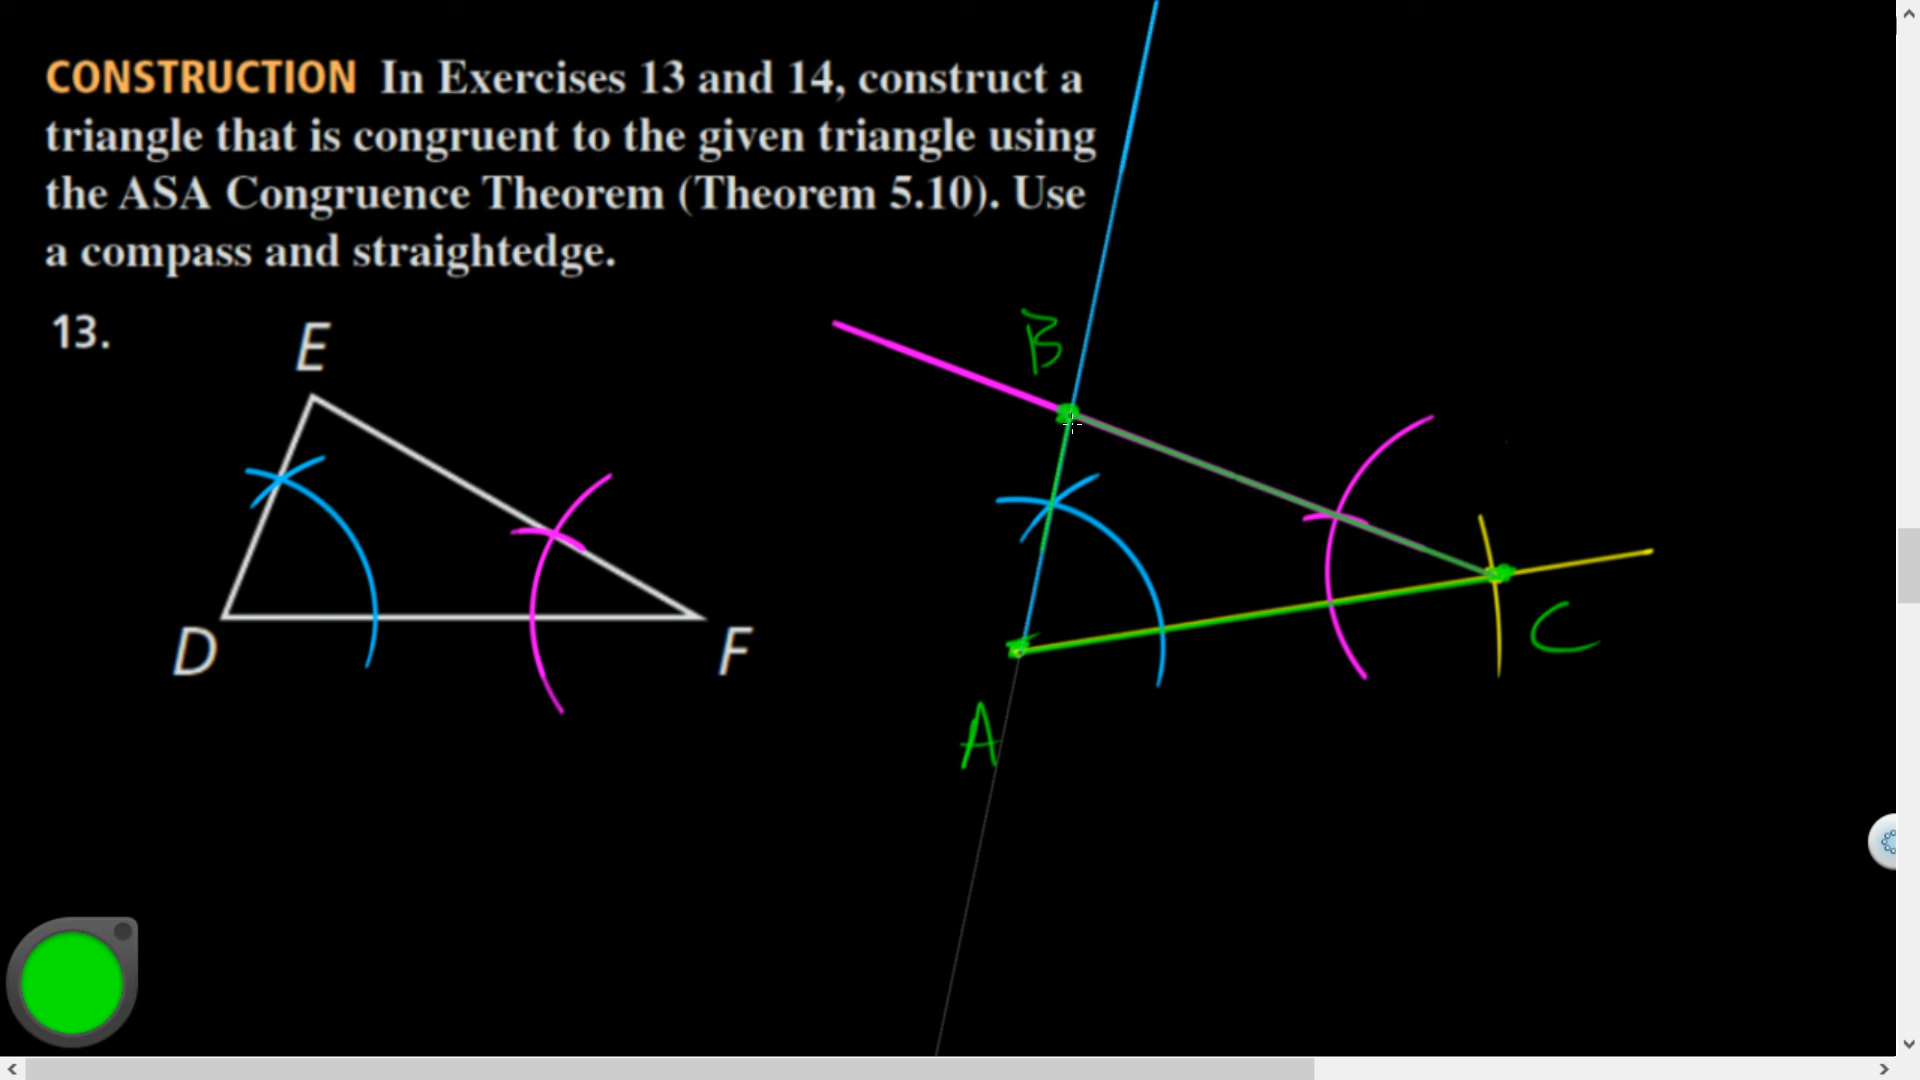 CONSTRUCTION In Exercises 13 and 14, construct a
triangle that is congruent to the given triangle using
the ASA Congruence Theorem (Theorem 5.10). Use
a compass and straightedge.
13.
E
D
F
B
A
C